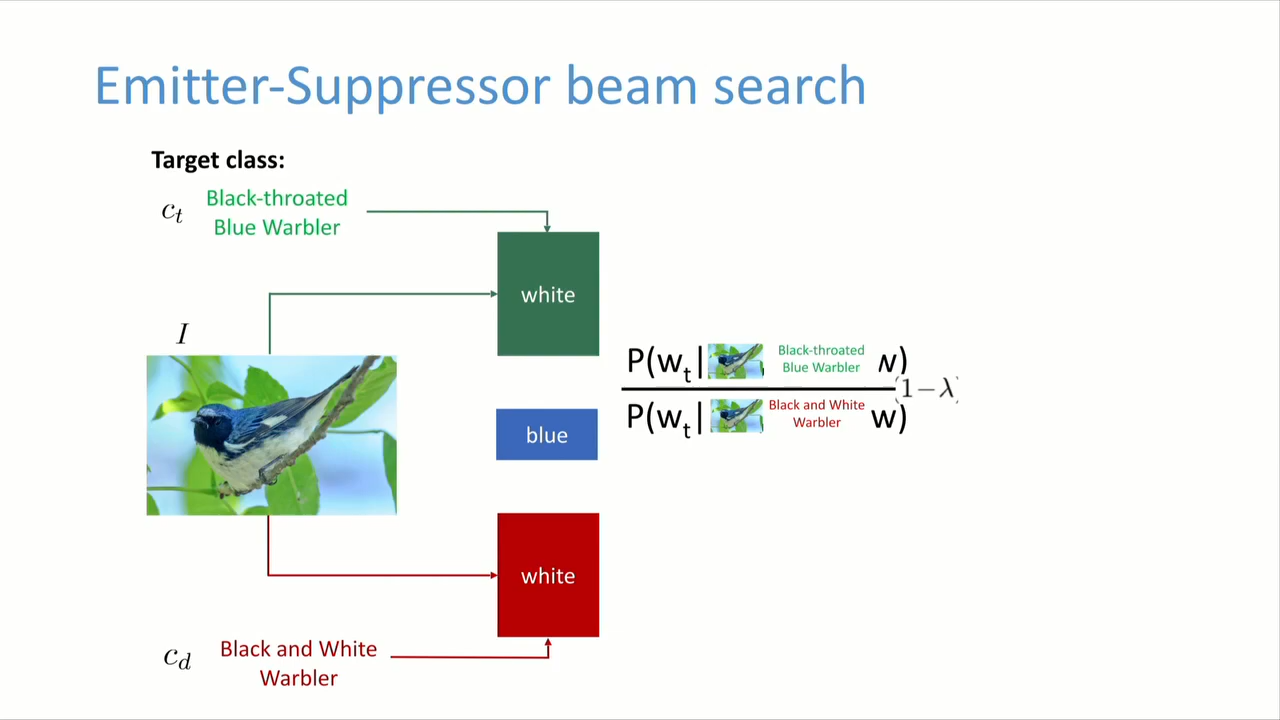 Emitter-Suppressor beam search
Target class:
c_t
Black-throated
Blue Warbler
white
I
P(w_t|
Black-throated
Blue Warbler
w)
(1-λ)
P(w_t|
Black and White
Warbler
w)
blue
white
c_d
Black and White
Warbler